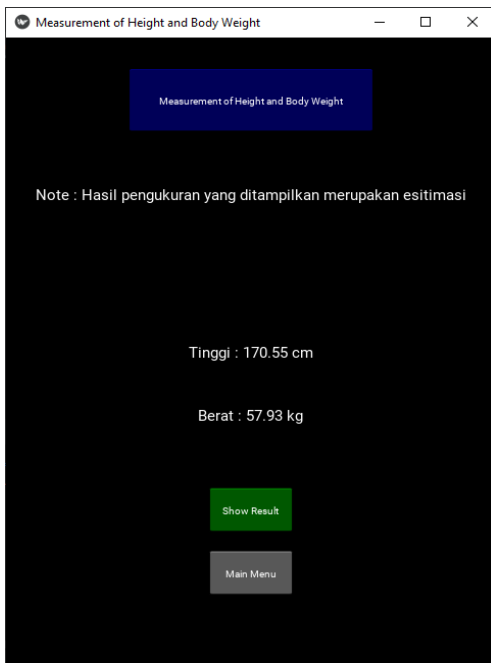 Measurement of Height and Body Weight
Measurement of Height and Body Weight
Note : Hasil pengukuran yang ditampilkan merupakan esitimasi
Tinggi : 170.55 cm
Berat : 57.93 kg
Show Result
Main Menu